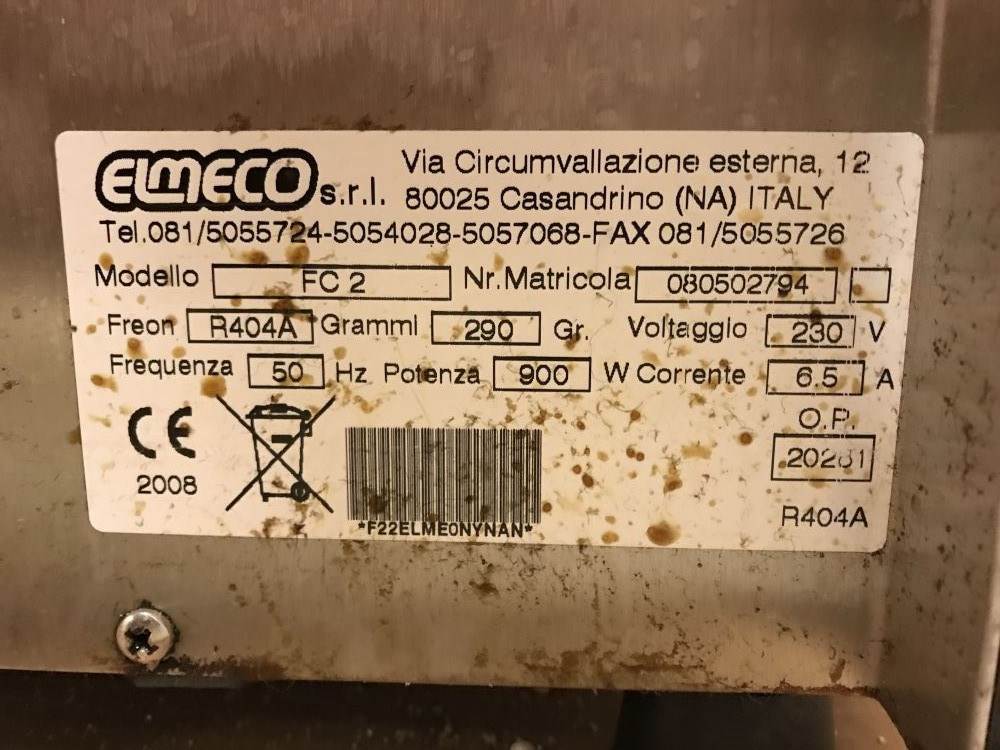 ELMECO s.r.l. Via Circumvallazione esterna, 12
80025 Casandrino (NA) ITALY
Tel.081/5055724-5054028-5057068-FAX 081/5055726
Modello FC 2 Nr.Matricola 080502794
Freon R404A Grammi 290 Gr. Voltaggio 230 V
Frequenza 50 Hz Potenza 900 W Corrente 6.5 A
CE
2008
O.P.
*F22ELME0NYNAN*
R404A